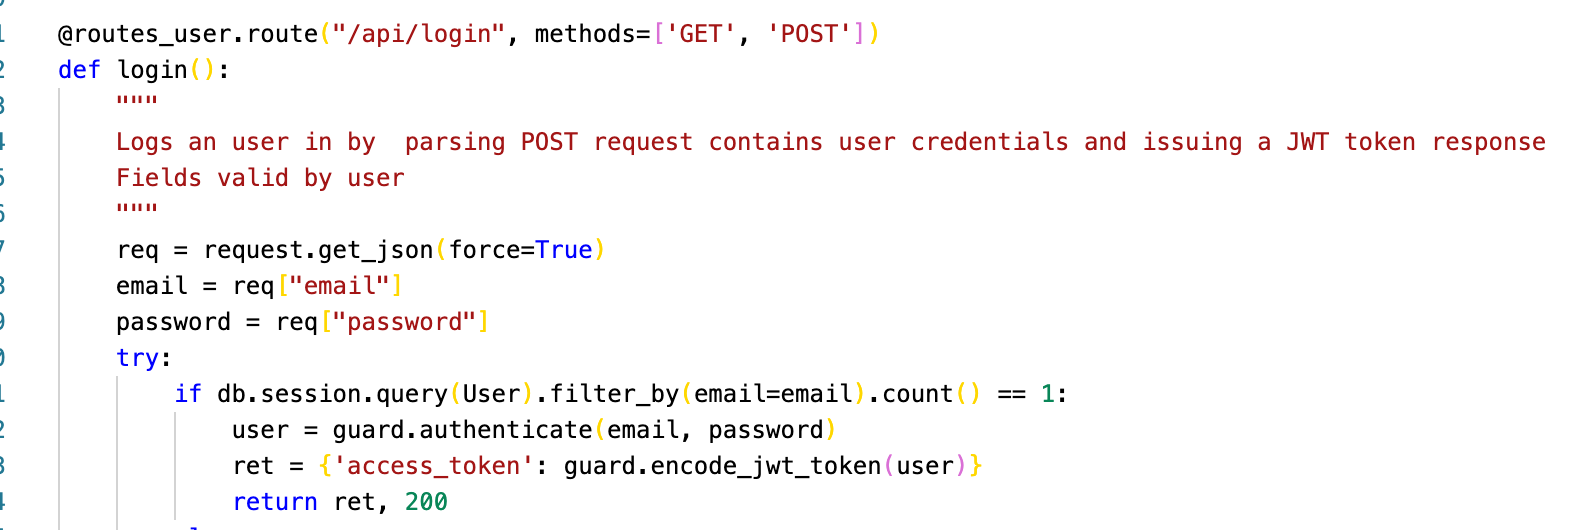 @routes_user.route("/api/login", methods=['GET', 'POST'])
def login():
"""
Logs an user in by  parsing POST request contains user credentials and issuing a JWT token response
Fields valid by user
"""
req = request.get_json(force=True)
email = req["email"]
password = req["password"]
try:
if db.session.query(User).filter_by(email=email).count() == 1:
user = guard.authenticate(email, password)
ret = {'access_token': guard.encode_jwt_token(user)}
return ret, 200